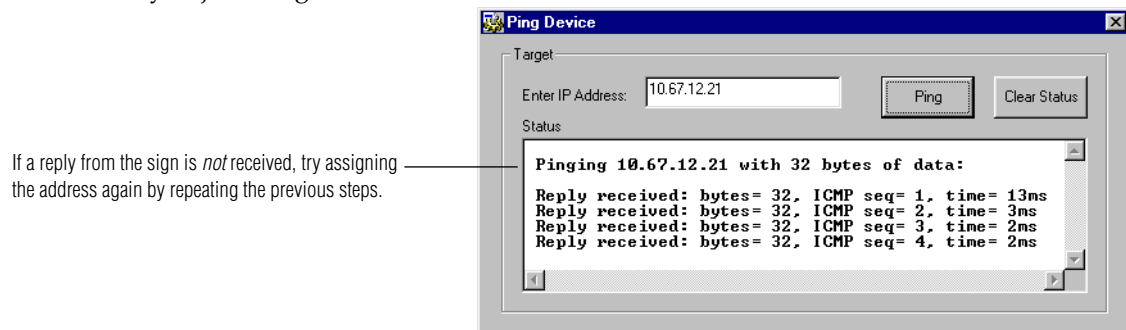 Ping Device
Target
Enter IP Address: 10.67.12.21 Ping Clear Status
Status
If a reply from the sign is not received, try assigning
the address again by repeating the previous steps.
Pinging 10.67.12.21 with 32 bytes of data:
Reply received: bytes= 32, ICMP seq= 1, time= 13ms
Reply received: bytes= 32, ICMP seq= 2, time= 3ms
Reply received: bytes= 32, ICMP seq= 3, time= 2ms
Reply received: bytes= 32, ICMP seq= 4, time= 2ms